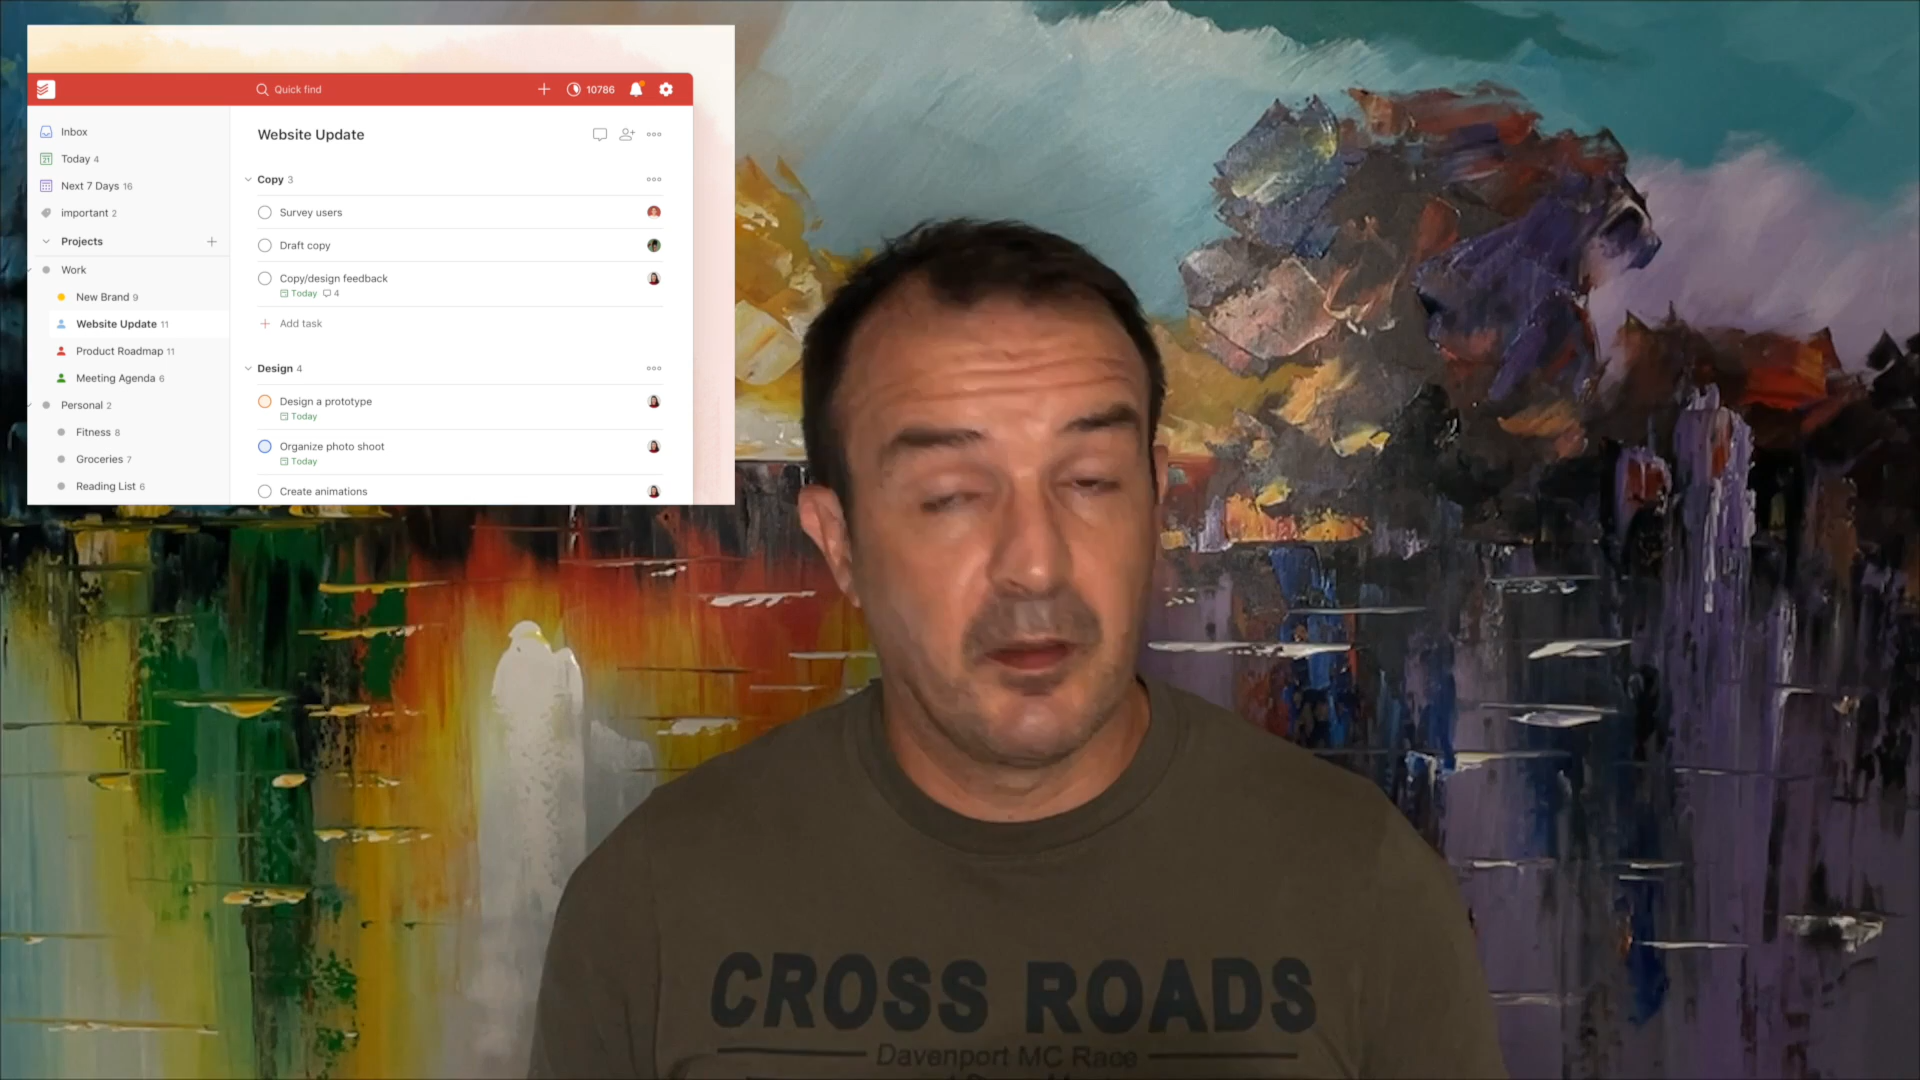 Quick find
10786
Inbox
Today 4
Next 7 Days 16
important 2
Projects
Work
New Brand 9
Website Update 11
Product Roadmap 11
Meeting Agenda 6
Personal 2
Fitness 8
Groceries 7
Reading List 6
Website Update
Copy 3
Survey users
Draft copy
Copy/design feedback
Today 4
Add task
Design 4
Design a prototype
Today
Organize photo shoot
Today
Create animations
CROSS ROADS
Davenport MC Race